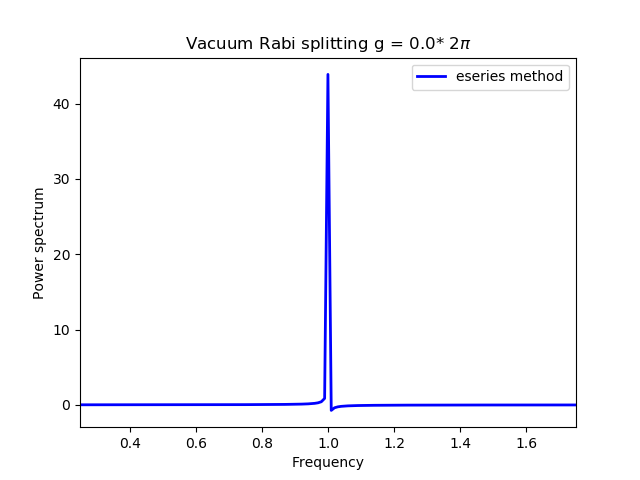 Vacuum Rabi splitting g = 0.0* 2π
eseries method
Power spectrum
40
30
20
10
0
0.4 0.6 0.8 1.0 1.2 1.4 1.6
Frequency